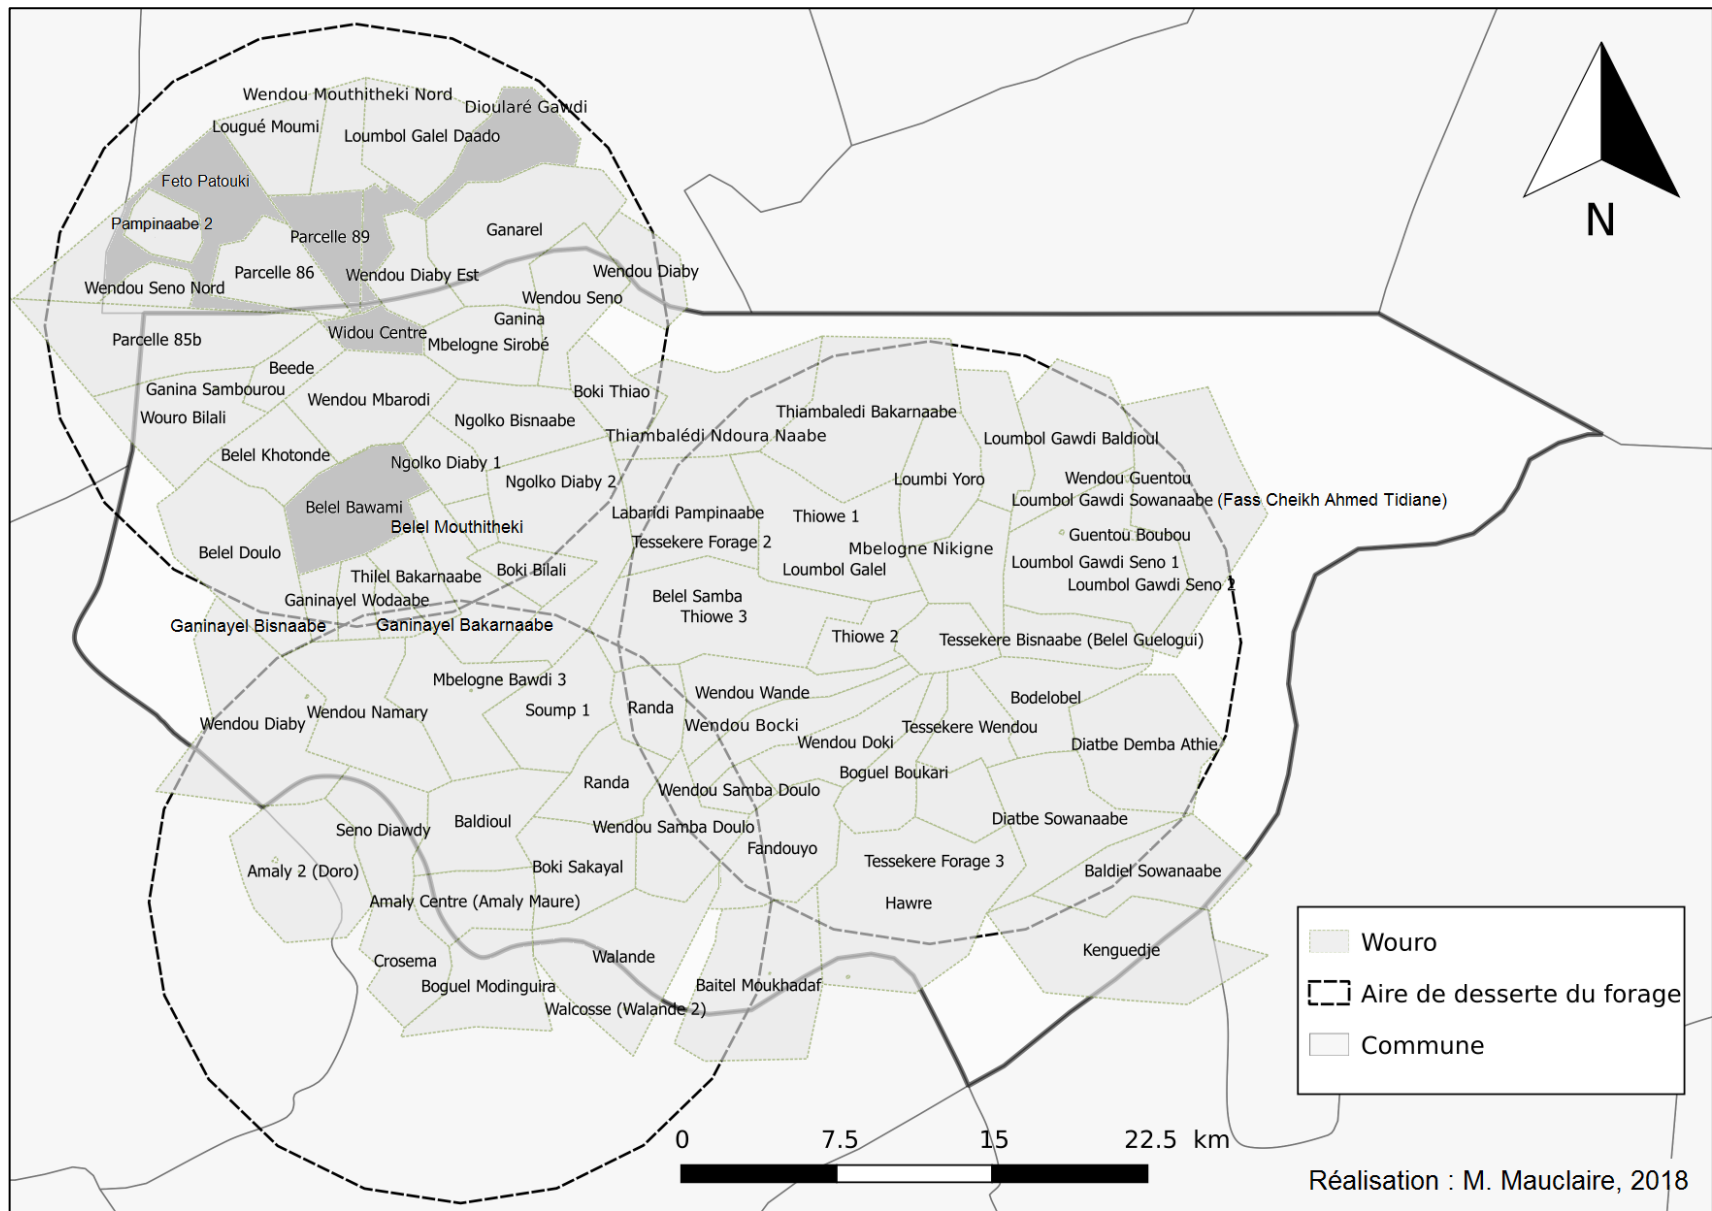 Wendou Mouthitheki Nord
Dioularé Gawdi
Lougué Moumi
Loumbol Galel Daado
Feto Patouki
Pampinaabe 2
Ganarel
Parcelle 89
Parcelle 86
Wendou Diaby Est
Wendou Diaby
Wendou Seno Nord
Wendou Seno
Ganina
Widou Centre
Parcelle 85b
Mbelogne Sirobé
Beede
Ganina Sambourou
Boki Thiao
Wendou Mbarodi
Wouro Bilali
Ngolko Bisnaabe
Thiambaledi Bakarnaabe
Thiambalédi Ndoura Naabe
Loumbol Gawdi Baldioul
Belel Khotonde
Ngolko Diaby 1
Ngolko Diaby 2
Loumbi Yoro
Wendou Guentou
Loumbol Gawdi Sowanaabe (Fass Cheikh Ahmed Tidiane)
Belel Bawami
Labaridi Pampinaabe
Thiowe 1
Belel Mouthitheki
Guentou Boubou
Tessekere Forage 2
Mbelogne Nikigne
Belel Doulo
Loumbol Gawdi Seno 1
Boki Bilali
Loumbol Galel
Thilel Bakarnaabe
Loumbol Gawdi Seno 2
Belel Samba
Ganinayel Wodaabe
Thiowe 3
Ganinayel Bisnaabe
Ganinayel Bakarnaabe
Thiowe 2
Tessekere Bisnaabe (Belel Guelogui)
Mbelogne Bawdi 3
Wendou Wande
Bodelobel
Wendou Namary
Soump 1
Randa
Wendou Diaby
Wendou Bocki
Tessekere Wendou
Wendou Doki
Diatbe Demba Athie
Boguel Boukari
Randa
Wendou Samba Doulo
Baldioul
Seno Diawdy
Wendou Samba Doulo
Diatbe Sowanaabe
Fandouyo
Boki Sakayal
Tessekere Forage 3
Amaly 2 (Doro)
Baldiel Sowanaabe
Amaly Centre (Amaly Maure)
Hawre
Crosema
Walande
Kenguedje
Boguel Modinguira
Baitel Moukhadaf
Walcosse (Walande 2)
N
Wouro
Aire de desserte du forage
Commune
0 7.5 15 22.5 km
Réalisation : M. Mauclaire, 2018